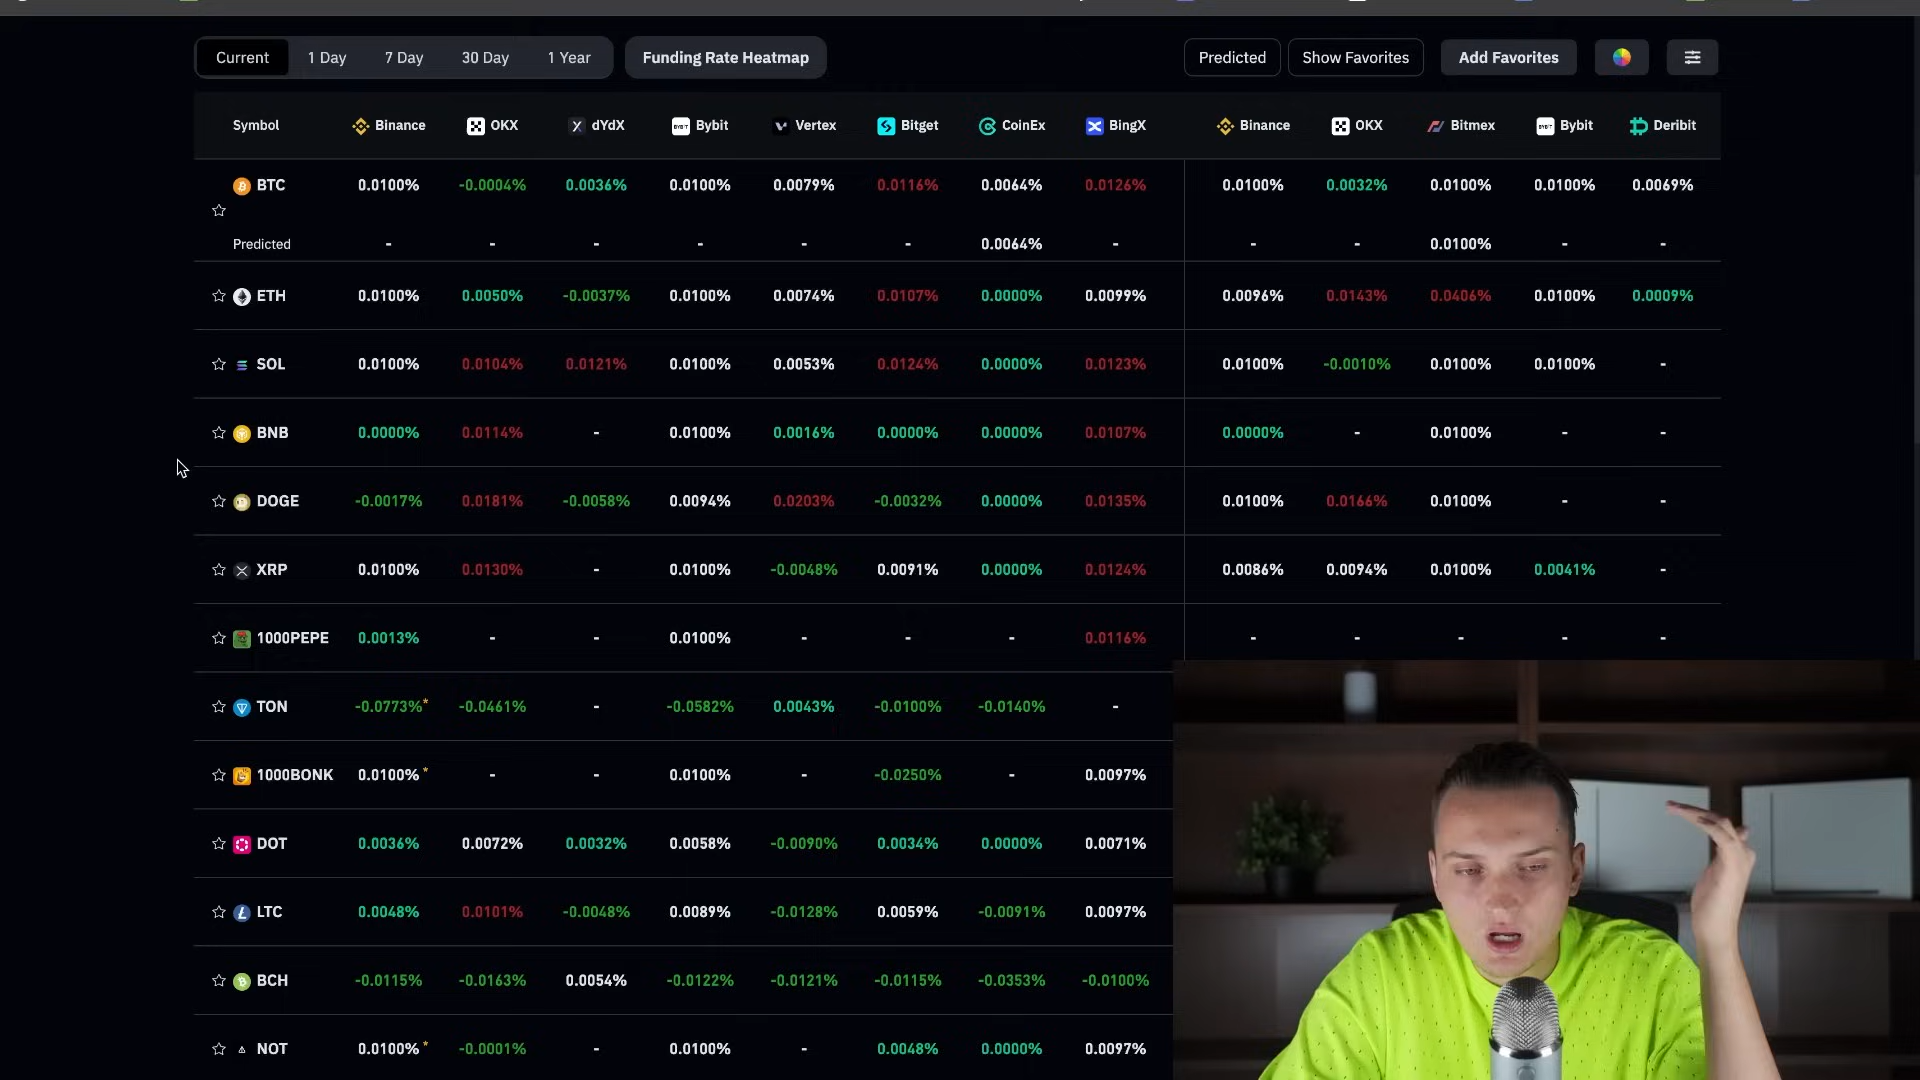 Current 1 Day 7 Day 30 Day 1 Year Funding Rate Heatmap Predicted Show Favorites Add Favorites
Symbol Binance OKX dYdX Bybit Vertex Bitget CoinEx BingX Binance OKX Bitmex Bybit Deribit
BTC 0.0100% -0.0004% 0.0036% 0.0100% 0.0079% 0.0116% 0.0064% 0.0126% 0.0100% 0.0032% 0.0100% 0.0100% 0.0069%
Predicted - - - - - - 0.0064% - - - 0.0100% - -
ETH 0.0100% 0.0050% -0.0037% 0.0100% 0.0074% 0.0107% 0.0000% 0.0099% 0.0096% 0.0143% 0.0406% 0.0100% 0.0009%
SOL 0.0100% 0.0104% 0.0121% 0.0100% 0.0053% 0.0124% 0.0000% 0.0123% 0.0100% -0.0010% 0.0100% 0.0100% -
BNB 0.0000% 0.0114% - 0.0100% 0.0016% 0.0000% 0.0000% 0.0107% 0.0000% - 0.0100% - -
DOGE -0.0017% 0.0181% -0.0058% 0.0094% 0.0203% -0.0032% 0.0000% 0.0135% 0.0100% 0.0166% 0.0100% - -
XRP 0.0100% 0.0130% - 0.0100% -0.0048% 0.0091% 0.0000% 0.0124% 0.0086% 0.0094% 0.0100% 0.0041% -
1000PEPE 0.0013% - - 0.0100% - - - 0.0116% - - - - -
TON -0.0773%* -0.0461% - -0.0582% 0.0043% -0.0100% -0.0140% -
1000BONK 0.0100%* - - 0.0100% - -0.0250% - 0.0097%
DOT 0.0036% 0.0072% 0.0032% 0.0058% -0.0090% 0.0034% 0.0000% 0.0071%
LTC 0.0048% 0.0101% -0.0048% 0.0089% -0.0128% 0.0059% -0.0091% 0.0097%
BCH -0.0115% -0.0163% 0.0054% -0.0122% -0.0121% -0.0115% -0.0353% -0.0100%
NOT 0.0100%* -0.0001% - 0.0100% - 0.0048% 0.0000% 0.0097%